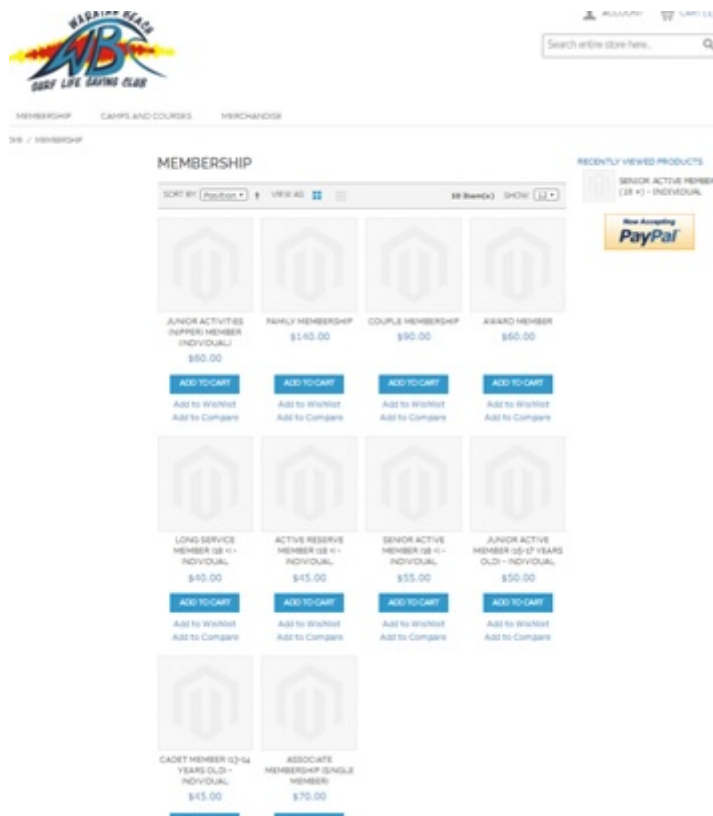 WARATAH BEACH
WBC
SURF LIFE SAVING CLUB
ACCOUNT
CART
Search entire store here...
MEMBERSHIP CAMPS AND COURSES MERCHANDISE
/ MEMBERSHIP
MEMBERSHIP
SORT BY Position VIEW AS
10 Item(s) SHOW 12
RECENTLY VIEWED PRODUCTS
SENIOR ACTIVE MEMBER
(18 +) - INDIVIDUAL
Now Accepting
PayPal
JUNIOR ACTIVITIES
(NIPPER) MEMBER
(INDIVIDUAL)
$60.00
ADD TO CART
Add to Wishlist
Add to Compare
FAMILY MEMBERSHIP
$140.00
ADD TO CART
Add to Wishlist
Add to Compare
COUPLE MEMBERSHIP
$90.00
ADD TO CART
Add to Wishlist
Add to Compare
AWARD MEMBER
$60.00
ADD TO CART
Add to Wishlist
Add to Compare
LONG SERVICE
MEMBER (18 +) -
INDIVIDUAL
$40.00
ADD TO CART
Add to Wishlist
Add to Compare
ACTIVE RESERVE
MEMBER (18 +) -
INDIVIDUAL
$45.00
ADD TO CART
Add to Wishlist
Add to Compare
SENIOR ACTIVE
MEMBER (18 +) -
INDIVIDUAL
$55.00
ADD TO CART
Add to Wishlist
Add to Compare
JUNIOR ACTIVE
MEMBER (15-17 YEARS
OLD) - INDIVIDUAL
$50.00
ADD TO CART
Add to Wishlist
Add to Compare
CADET MEMBER (13-14
YEARS OLD) -
INDIVIDUAL
$45.00
ASSOCIATE
MEMBERSHIP (SINGLE
MEMBER)
$70.00